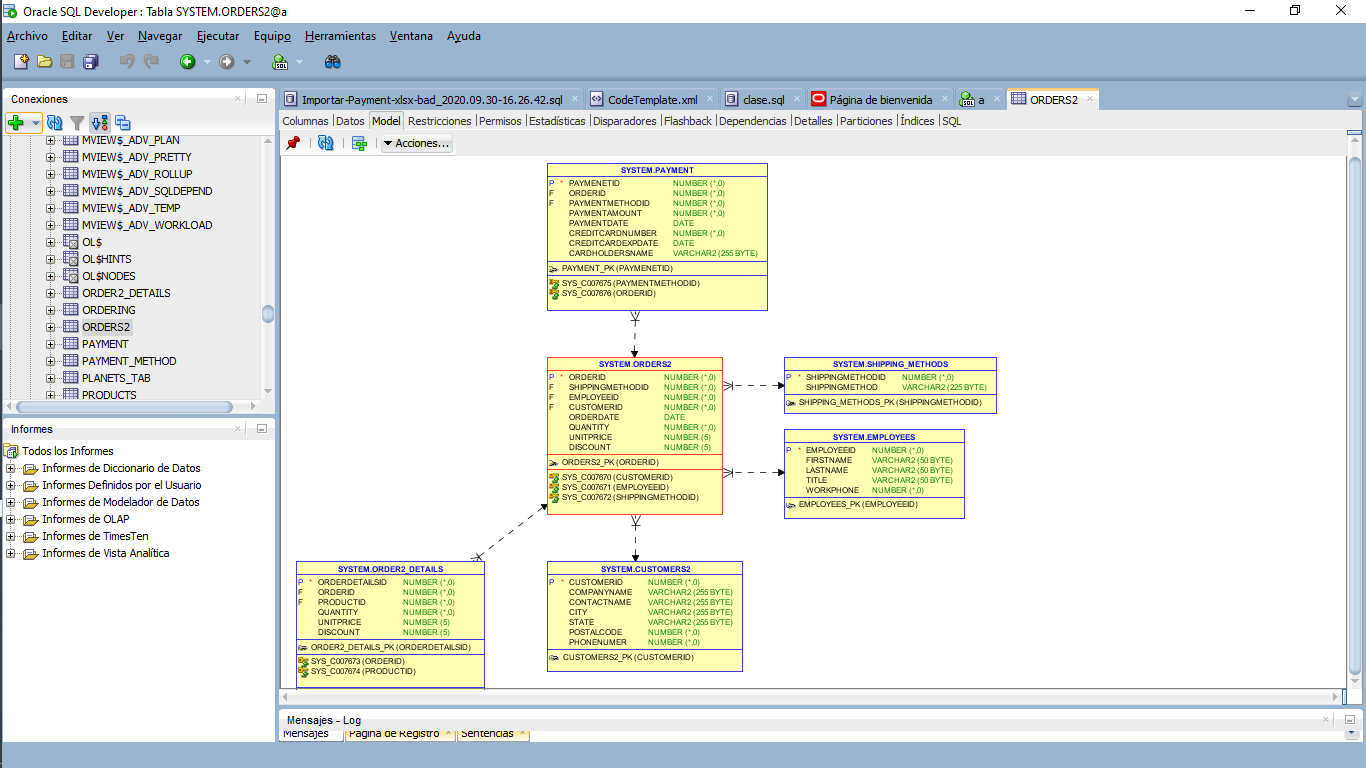 Oracle SQL Developer : Tabla SYSTEM.ORDERS2@a
Archivo Editar Ver Navegar Ejecutar Equipo Herramientas Ventana Ayuda
Conexiones
MVIEW$_ADV_PLAN
MVIEW$_ADV_PRETTY
MVIEW$_ADV_ROLLUP
MVIEW$_ADV_SQLDEPEND
MVIEW$_ADV_TEMP
MVIEW$_ADV_WORKLOAD
OL$
OL$HINTS
OL$NODES
ORDER2_DETAILS
ORDERING
ORDERS2
PAYMENT
PAYMENT_METHOD
PLANETS_TAB
PRODUCTS
Informes
Todos los Informes
Informes de Diccionario de Datos
Informes Definidos por el Usuario
Informes de Modelador de Datos
Informes de OLAP
Informes de TimesTen
Informes de Vista Analítica
Importar-Payment-xlsx-bad_2020.09.30-16.26.42.sql CodeTemplate.xml clase.sql Página de bienvenida a ORDERS2
Columnas Datos Model Restricciones Permisos Estadísticas Disparadores Flashback Dependencias Detalles Particiones Índices SQL
Acciones...
SYSTEM.PAYMENT
P * PAYMENETID NUMBER (*,0)
F ORDERID NUMBER (*,0)
F PAYMENTMETHODID NUMBER (*,0)
PAYMENTAMOUNT NUMBER (*,0)
PAYMENTDATE DATE
CREDITCARDNUMBER NUMBER (*,0)
CREDITCARDEXPDATE DATE
CARDHOLDERSNAME VARCHAR2 (255 BYTE)
PAYMENT_PK (PAYMENETID)
SYS_C007675 (PAYMENTMETHODID)
SYS_C007676 (ORDERID)
SYSTEM.ORDERS2
P * ORDERID NUMBER (*,0)
F SHIPPINGMETHODID NUMBER (*,0)
F EMPLOYEEID NUMBER (*,0)
F CUSTOMERID NUMBER (*,0)
ORDERDATE DATE
QUANTITY NUMBER (*,0)
UNITPRICE NUMBER (5)
DISCOUNT NUMBER (5)
ORDERS2_PK (ORDERID)
SYS_C007670 (CUSTOMERID)
SYS_C007671 (EMPLOYEEID)
SYS_C007672 (SHIPPINGMETHODID)
SYSTEM.SHIPPING_METHODS
P * SHIPPINGMETHODID NUMBER (*,0)
SHIPPINGMETHOD VARCHAR2 (225 BYTE)
SHIPPING_METHODS_PK (SHIPPINGMETHODID)
SYSTEM.EMPLOYEES
P * EMPLOYEEID NUMBER (*,0)
FIRSTNAME VARCHAR2 (50 BYTE)
LASTNAME VARCHAR2 (50 BYTE)
TITLE VARCHAR2 (50 BYTE)
WORKPHONE NUMBER (*,0)
EMPLOYEES_PK (EMPLOYEEID)
SYSTEM.ORDER2_DETAILS
P * ORDERDETAILSID NUMBER (*,0)
F ORDERID NUMBER (*,0)
F PRODUCTID NUMBER (*,0)
QUANTITY NUMBER (*,0)
UNITPRICE NUMBER (5)
DISCOUNT NUMBER (5)
ORDER2_DETAILS_PK (ORDERDETAILSID)
SYS_C007673 (ORDERID)
SYS_C007674 (PRODUCTID)
SYSTEM.CUSTOMERS2
P * CUSTOMERID NUMBER (*,0)
COMPANYNAME VARCHAR2 (255 BYTE)
CONTACTNAME VARCHAR2 (255 BYTE)
CITY VARCHAR2 (255 BYTE)
STATE VARCHAR2 (255 BYTE)
POSTALCODE NUMBER (*,0)
PHONENUMER NUMBER (*,0)
CUSTOMERS2_PK (CUSTOMERID)
Mensajes - Log
Mensajes Página de Registro Sentencias